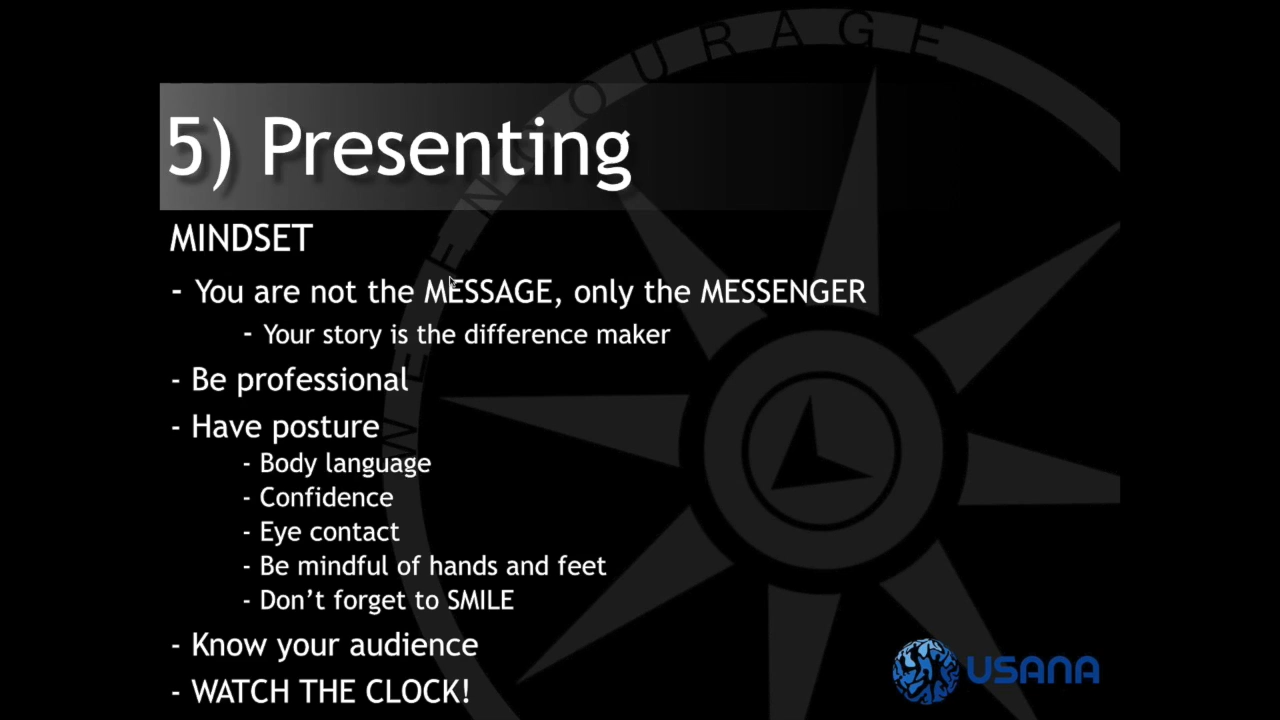 WE ENCOURAGE
5) Presenting
MINDSET
- You are not the MESSAGE, only the MESSENGER
- Your story is the difference maker
- Be professional
- Have posture
- Body language
- Confidence
- Eye contact
- Be mindful of hands and feet
- Don’t forget to SMILE
- Know your audience
- WATCH THE CLOCK!
USANA